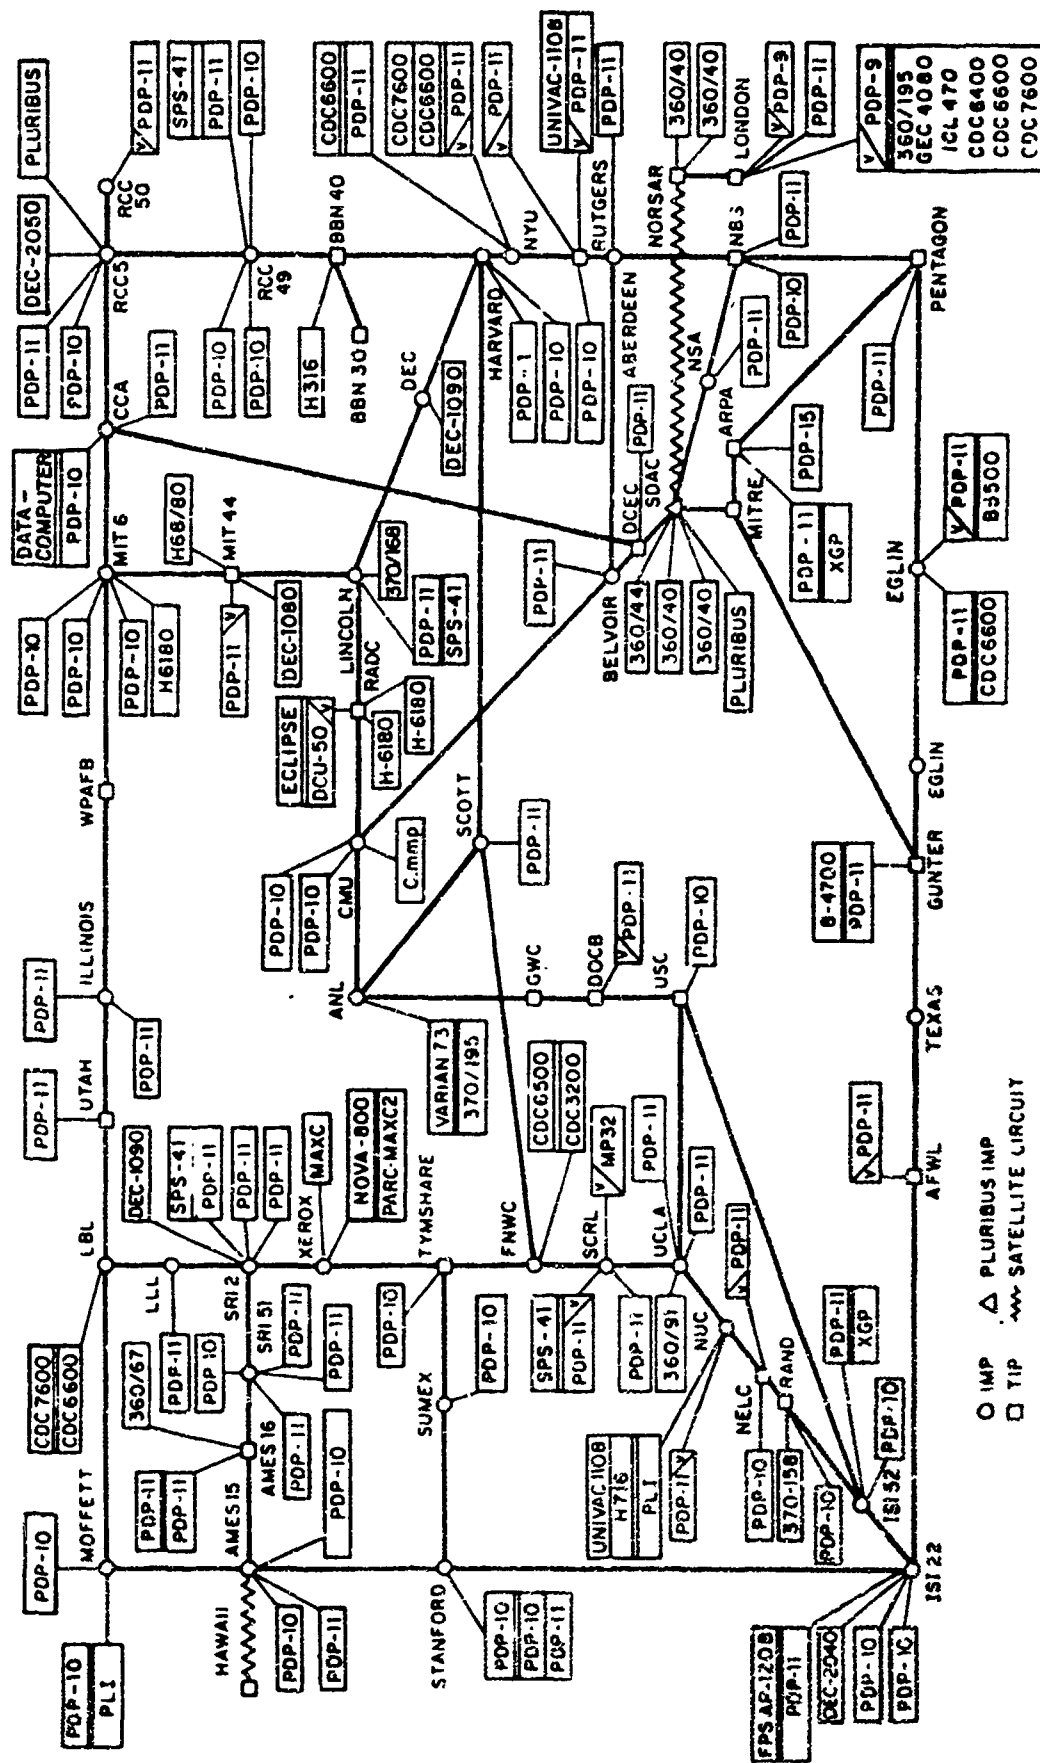 PDP-10
PLI
PDP-10
MOFFETT
CDC7600
CDC6600
LBL
PDP-11
UTAH
PDP-11
ILLINOIS
PDP-11
WPAFB
PDP-10
PDP-10
PDP-10
H6180
MIT 6
DATA-
COMPUTER
PDP-10
CCA
PDP-11
PDP-11
PDP-10
DEC-2050
RCC5
PLURIBUS
RCC
50
V
PDP-11
SPS-41
PDP-11
PDP-10
RCC
49
PDP-10
PDP-10
LLL
PDP-11
DEC-1090
SPS-41
PDP-11
PDP-11
PDP-11
SRI 2
SRI 51
PDP-10
PDP-11
PDP-11
360/67
AMES 16
PDP-11
PDP-11
PDP-11
AMES 15
PDP-10
HAWAII
PDP-10
PDP-11
XEROX
MAXC
NOVA-800
PARC-MAXC2
H68/80
MIT 44
PDP-11
V
DEC-1080
H316
BBN 40
BBN 30
LINCOLN
370/168
PDP-11
SPS-41
DEC
DEC-1090
RADC
ECLIPSE
DCU-50
V
H-6180
H-6180
CMU
PDP-10
PDP-10
C.mmp
ANL
VARIAN 73
370/195
TYMSHARE
PDP-10
SUMEX
PDP-10
STANFORD
PDP-10
PDP-10
PDP-11
SCOTT
PDP-11
HARVARD
PDP-1
PDP-10
PDP-10
CDC6600
PDP-11
CDC7600
CDC6600
V
PDP-11
NYU
V
PDP-11
UNIVAC-1108
V
PDP-11
RUTGERS
PDP-11
ABERDEEN
FNWC
CDC6500
CDC3200
GWC
DOCB
V
PDP-11
USC
PDP-10
SCRL
V
MP32
SPS-41
PDP-11
V
PDP-11
UCLA
PDP-11
PDP-11
360/91
BELVOIR
PDP-11
DCEC
PDP-11
SDAC
360/44
360/40
360/40
PLURIBUS
NORSAR
360/40
360/40
LONDON
V
PDP-9
PDP-11
V
PDP-9
360/195
GEC 4080
ICL 470
CDC6400
CDC6600
CDC7600
NSA
PDP-11
NBS
PDP-11
PDP-10
NUC
UNIVAC 1108
H716
PLI
PDP-11
V
NELC
V
PDP-11
PDP-10
RAND
370-158
PDP-10
MITRE
ARPA
PDP-15
PDP-11
XGP
ISI 52
PDP-11
XGP
PDP-10
ISI 22
FPS AP-120B
PDP-11
DEC-2040
PDP-10
PDP-10
AFWL
V
PDP-11
TEXAS
GUNTER
B-4700
PDP-11
EGLIN
EGLIN
PDP-11
CDC6600
V
PDP-11
B5500
PENTAGON
PDP-11
IMP
PLURIBUS IMP
TIP
SATELLITE CIRCUIT